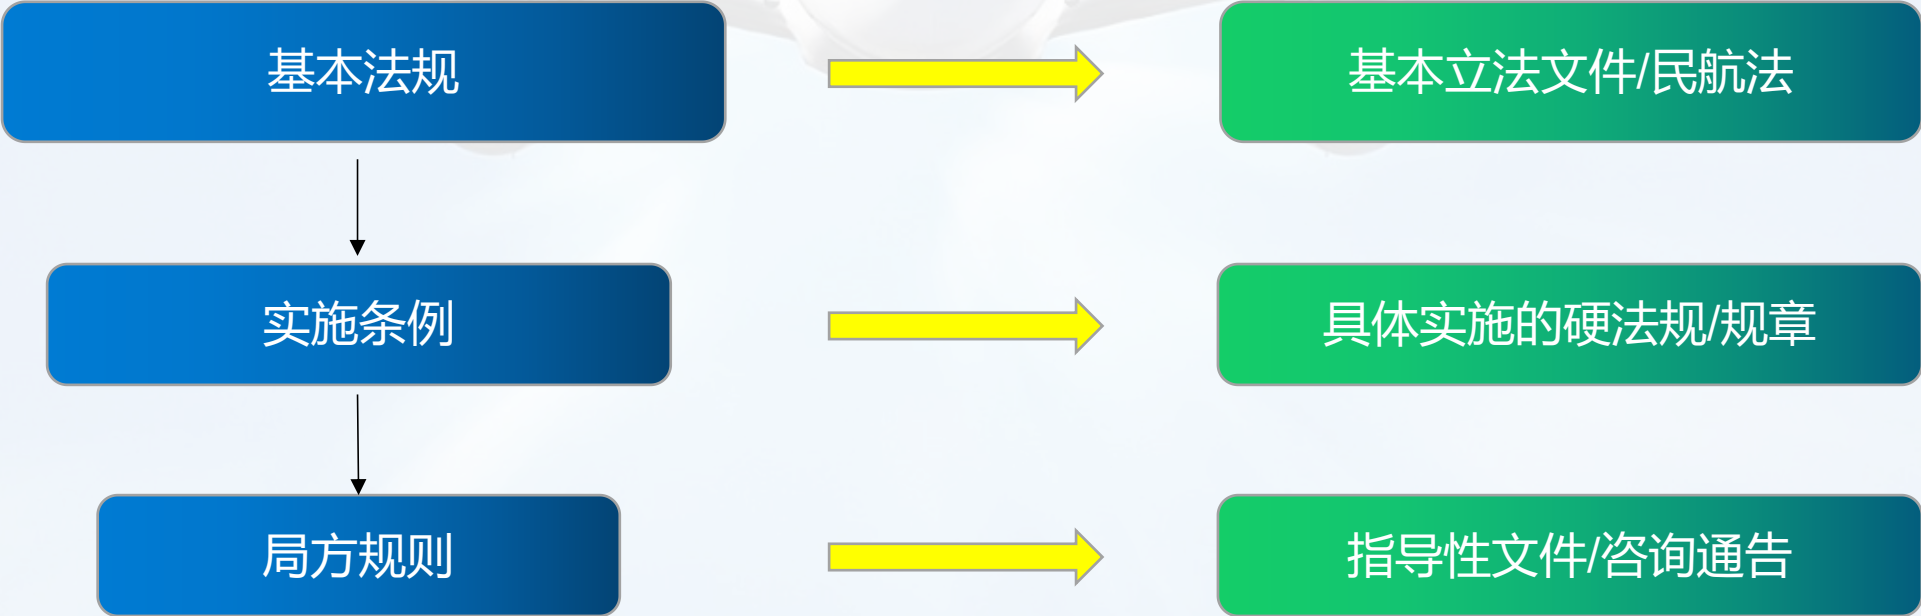 基本法规
基本立法文件/民航法
实施条例
具体实施的硬法规/规章
局方规则
指导性文件/咨询通告